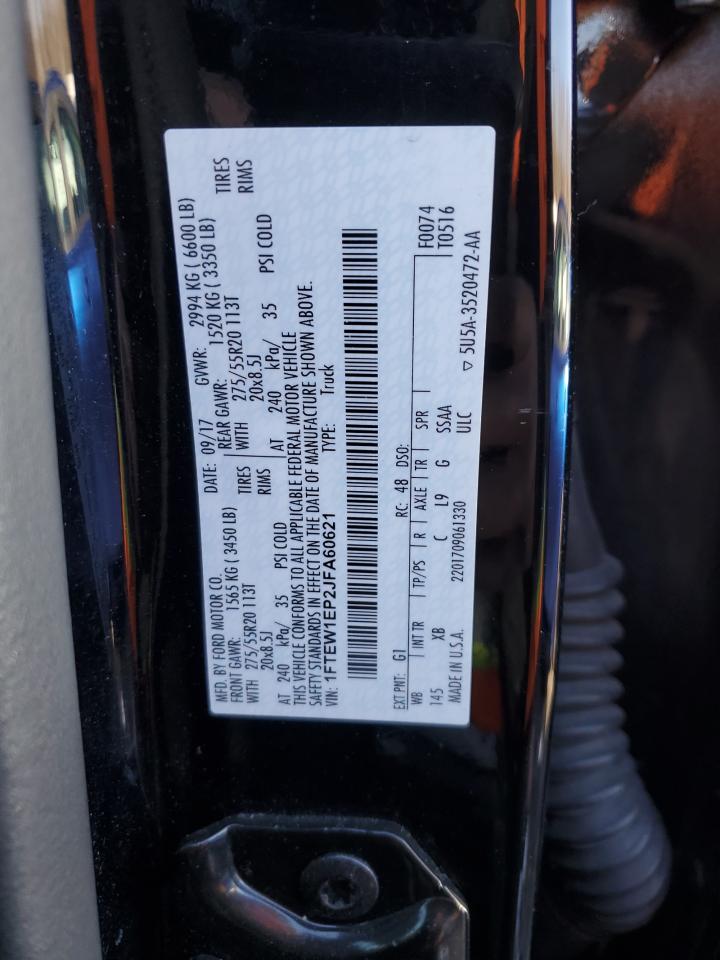 MFD. BY FORD MOTOR CO. DATE: 09/17 GVWR: 2994 KG ( 6600 LB)
FRONT GAWR: 1565 KG ( 3450 LB) REAR GAWR: 1520 KG ( 3350 LB)
WITH 275/55R20 113T TIRES WITH 275/55R20 113T TIRES
20x8.5J RIMS 20x8.5J RIMS
AT 240 kPa/ 35 PSI COLD AT 240 kPa/ 35 PSI COLD
THIS VEHICLE CONFORMS TO ALL APPLICABLE FEDERAL MOTOR VEHICLE
SAFETY STANDARDS IN EFFECT ON THE DATE OF MANUFACTURE SHOWN ABOVE.
VIN: 1FTEW1EP2JFA60621 TYPE: Truck
EXT PNT: G1 RC: 48 DSO: F0074
WB INT TR TP/PS R AXLE TR SPR T0516
145 XB C L9 G SSAA
ULC
MADE IN U.S.A. 2201709061330 ▽ 5U5A-3520472-AA